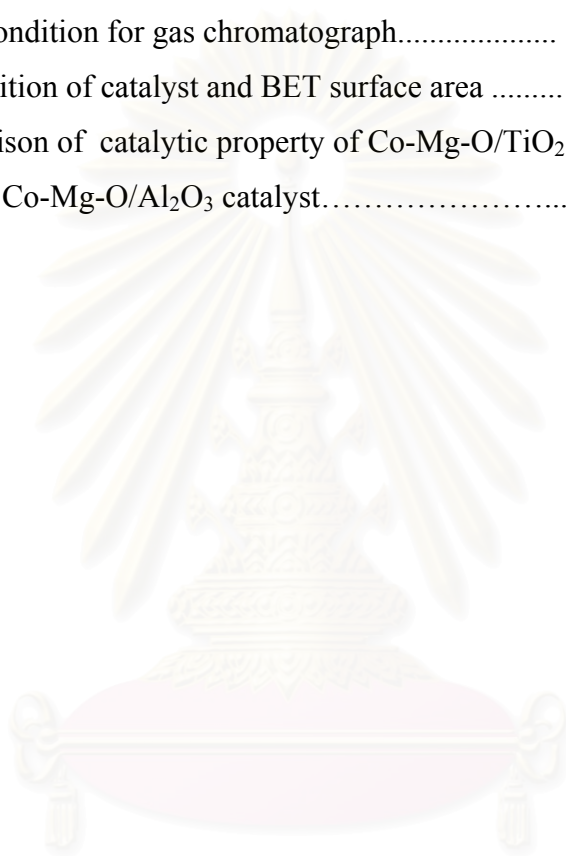 ondition for gas chromatograph...................
ition of catalyst and BET surface area .........
ison of  catalytic property of Co-Mg-O/TiO₂
Co-Mg-O/Al₂O₃ catalyst…………………...